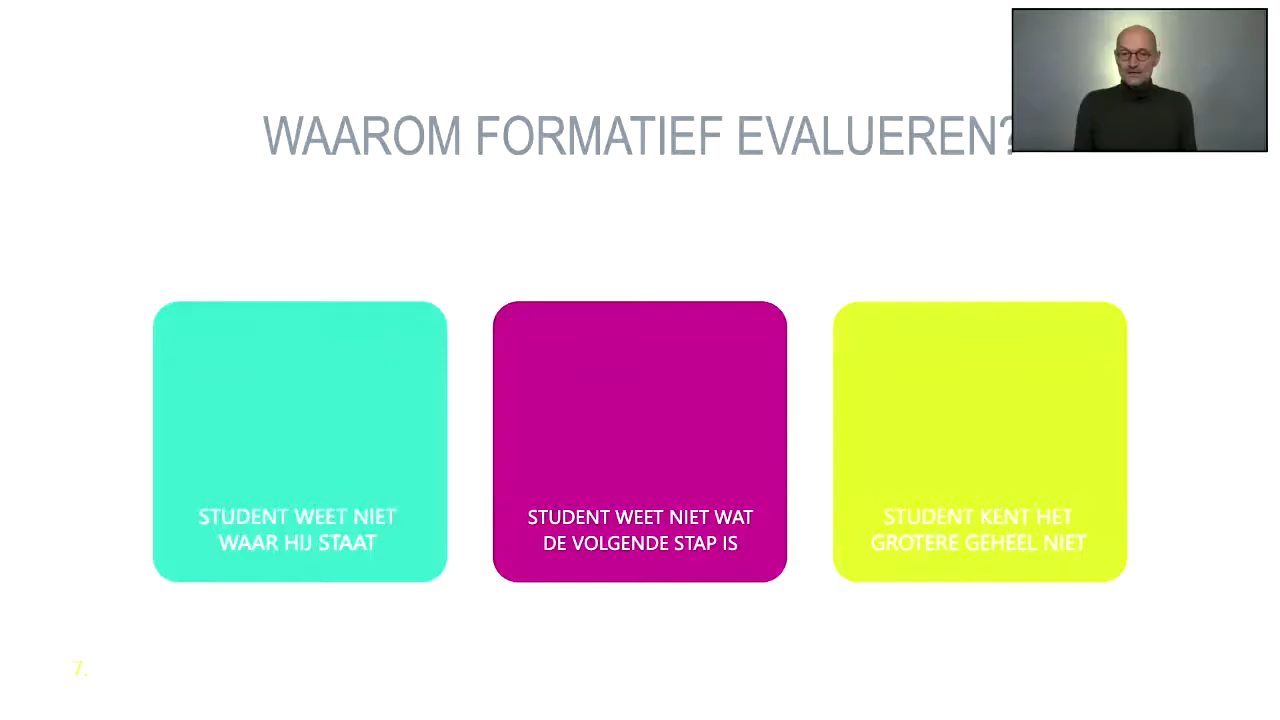 WAAROM FORMATIEF EVALUEREN?
STUDENT WEET NIET
WAAR HIJ STAAT
STUDENT WEET NIET WAT
DE VOLGENDE STAP IS
STUDENT KENT HET
GROTERE GEHEEL NIET
7.